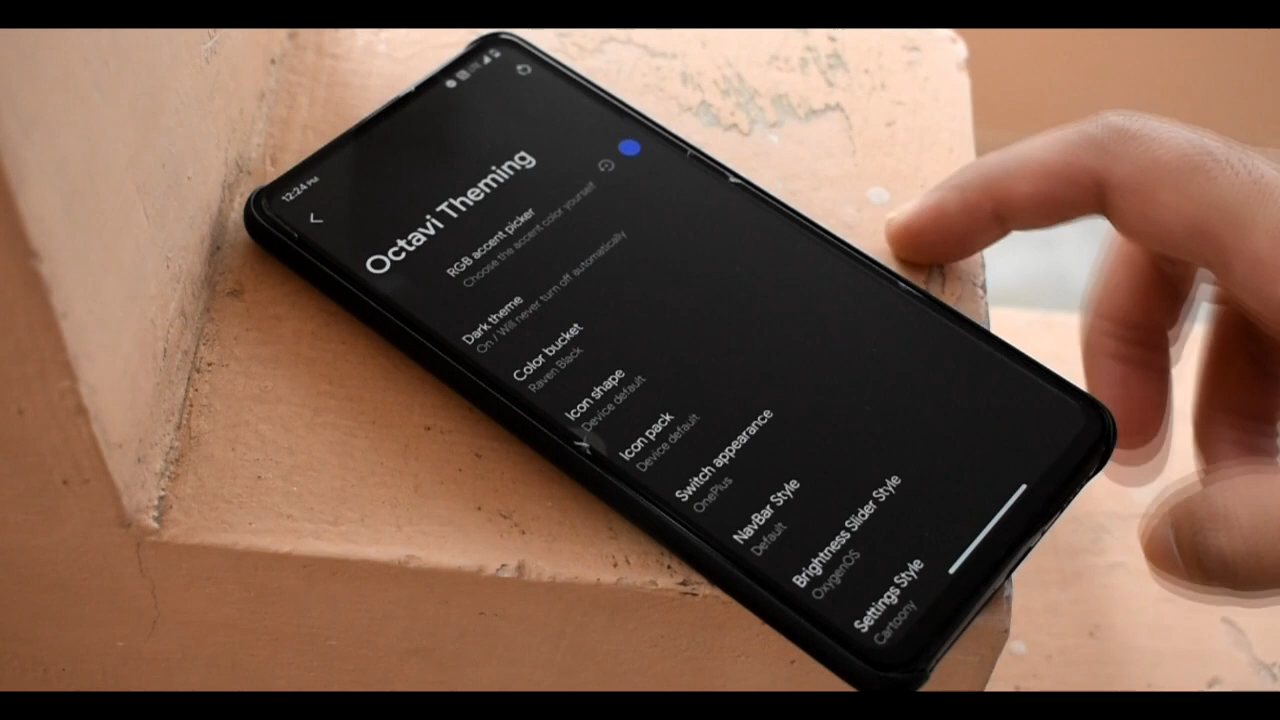 12:24 PM
Octavi Theming
RGB accent picker
Choose the accent color yourself
Dark theme
On / Will never turn off automatically
Color bucket
Raven Black
Icon shape
Device default
Icon pack
Device default
Switch appearance
OnePlus
NavBar Style
Default
Brightness Slider Style
OxygenOS
Settings Style
Cartoony